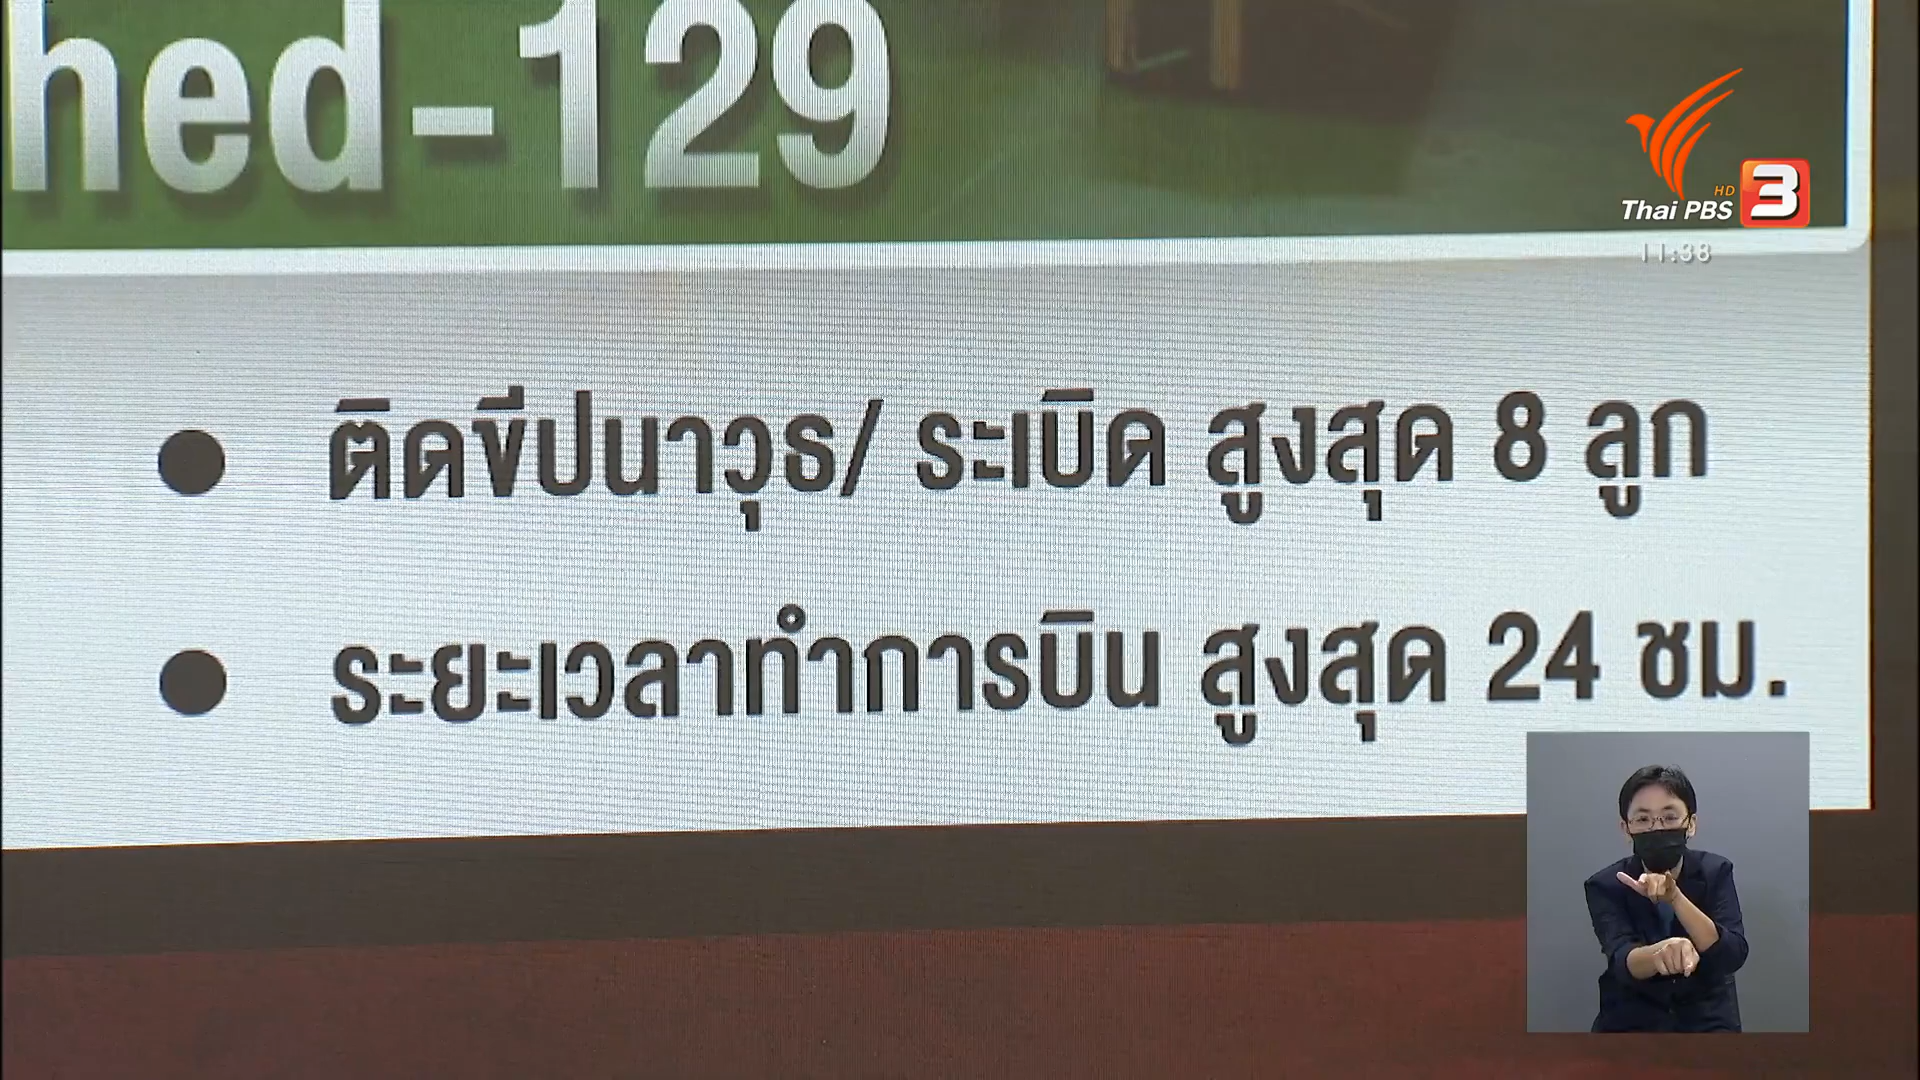 hed-129
HD
Thai PBS 3
11:38
• ติดขีปนาวุธ/ ระเบิด สูงสุด 8 ลูก
• ระยะเวลาทำการบิน สูงสุด 24 ชม.